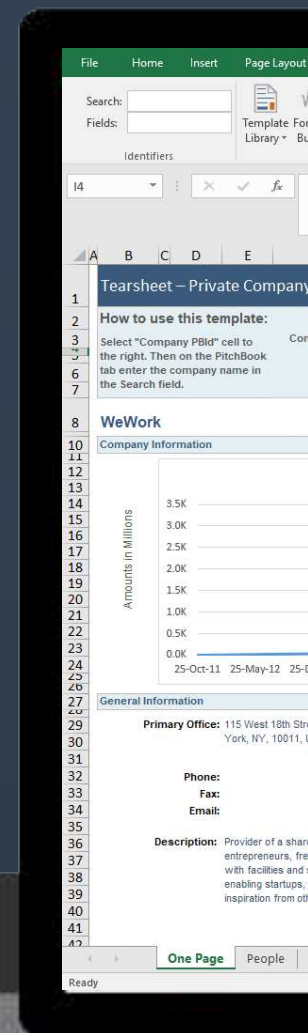 File Home Insert Page Layout
Search:
Fields:
Template
Library
Identifiers
I4
fx
A B C D E
1 Tearsheet – Private Company
2 How to use this template:
3 Select "Company PBId" cell to
the right. Then on the PitchBook
6 tab enter the company name in
7 the Search field.
8 WeWork
10 Company Information
11
12
13
14 3.5K
15 3.0K
16 2.5K
17 2.0K
18 1.5K
19
20 1.0K
21
22 0.5K
23 0.0K
24 25-Oct-11 25-May-12
Amounts in Millions
25
26
27 General Information
28
29 Primary Office: 115 West 18th
30 York, NY, 10011,
31
32 Phone:
33 Fax:
34 Email:
35
36 Description: Provider of a
37 entrepreneurs,
38 with facilities and
39 enabling startups,
40 inspiration from
41
42
One Page People
Ready